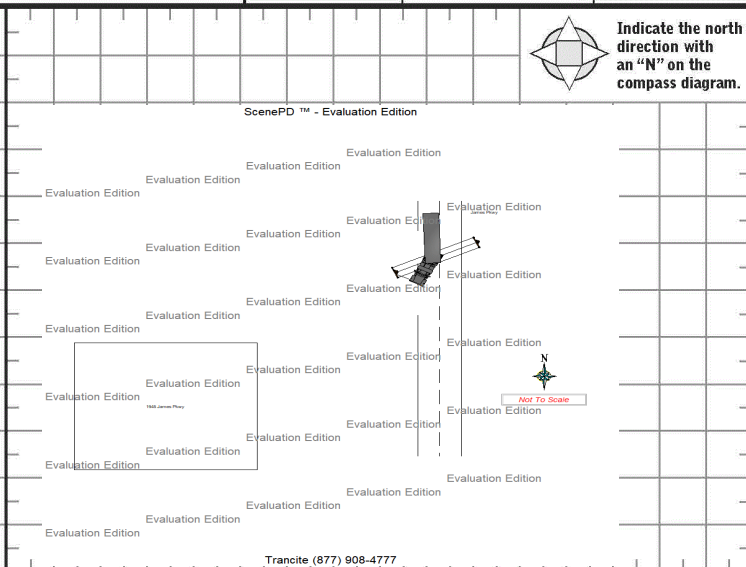 Indicate the north
direction with
an “N” on the
compass diagram.
ScenePD ™ - Evaluation Edition
Evaluation Edition
Evaluation Edition
Evaluation Edition
Evaluation Edition
Evaluation Edition
James Pkwy
Evaluation Edition
Evaluation Edition
Evaluation Edition
Evaluation Edition
Evaluation Edition
Evaluation Edition
Evaluation Edition
Evaluation Edition
Evaluation Edition
Evaluation Edition
N
Evaluation Edition
Evaluation Edition
Evaluation Edition
Evaluation Edition
Not To Scale
James Pkwy
Evaluation Edition
Evaluation Edition
Evaluation Edition
Evaluation Edition
Evaluation Edition
Evaluation Edition
Evaluation Edition
Evaluation Edition
Evaluation Edition
Evaluation Edition
Trancite (877) 908-4777